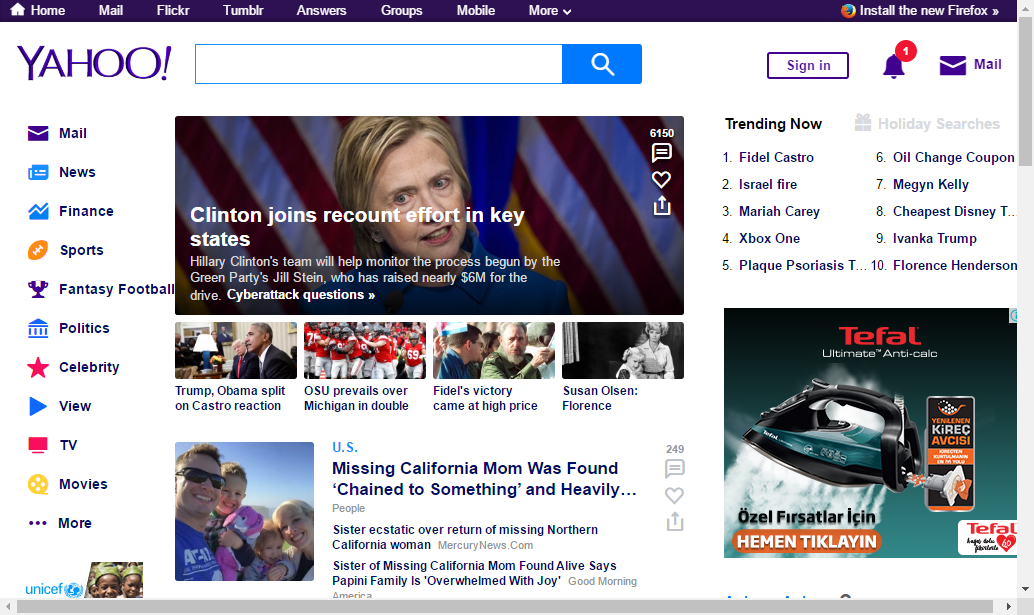 Home Mail Flickr Tumblr Answers Groups Mobile More Install the new Firefox »
YAHOO!
Sign in
1
Mail
Mail
News
Finance
Sports
Fantasy Football
Politics
Celebrity
View
TV
Movies
More
unicef
6150
Clinton joins recount effort in key
states
Hillary Clinton's team will help monitor the process begun by the
Green Party's Jill Stein, who has raised nearly $6M for the
drive. Cyberattack questions »
Trump, Obama split
on Castro reaction
OSU prevails over
Michigan in double
Fidel's victory
came at high price
Susan Olsen:
Florence
U.S.
249
Missing California Mom Was Found
‘Chained to Something’ and Heavily…
People
Sister ecstatic over return of missing Northern
California woman MercuryNews.Com
Sister of Missing California Mom Found Alive Says
Papini Family Is 'Overwhelmed With Joy' Good Morning
America
Trending Now
Holiday Searches
1. Fidel Castro
2. Israel fire
3. Mariah Carey
4. Xbox One
5. Plaque Psoriasis T...
6. Oil Change Coupon
7. Megyn Kelly
8. Cheapest Disney T...
9. Ivanka Trump
10. Florence Henderson
Tefal
ULTIMATE™ Anti-calc
Tefal
YENİLENEN
KİREÇ
AVCISI
KİREÇTEN
KURTULMANIN
EN İYİ YOLU
Özel Fırsatlar İçin
HEMEN TIKLAYIN
Tefal